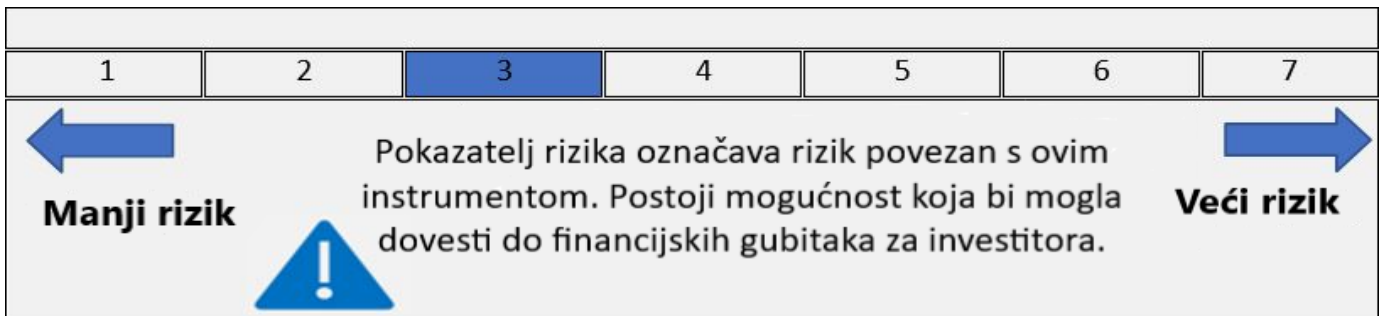 1 2 3 4 5 6 7
Pokazatelj rizika označava rizik povezan s ovim
instrumentom. Postoji mogućnost koja bi mogla
dovesti do financijskih gubitaka za investitora.
Manji rizik
Veći rizik